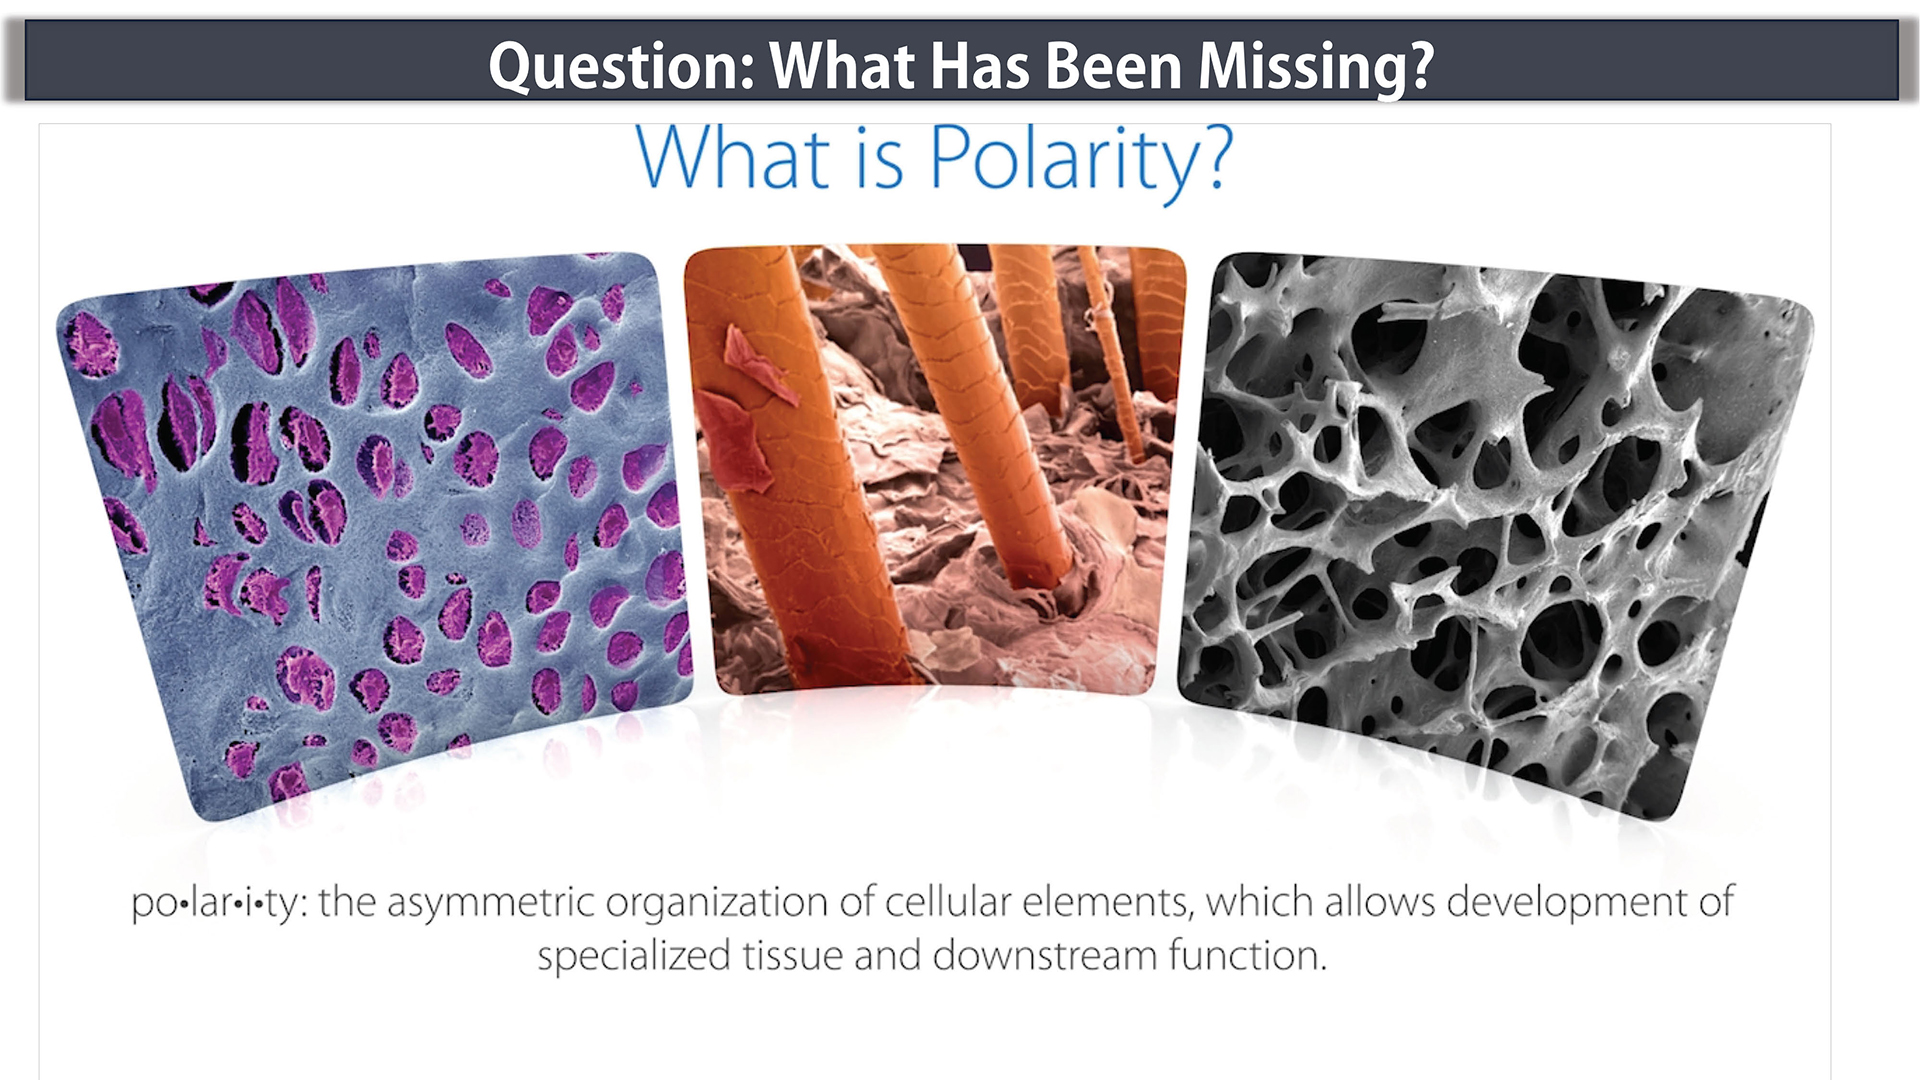 Question: What Has Been Missing?
What is Polarity?
po•lar•i•ty: the asymmetric organization of cellular elements, which allows development of
specialized tissue and downstream function.